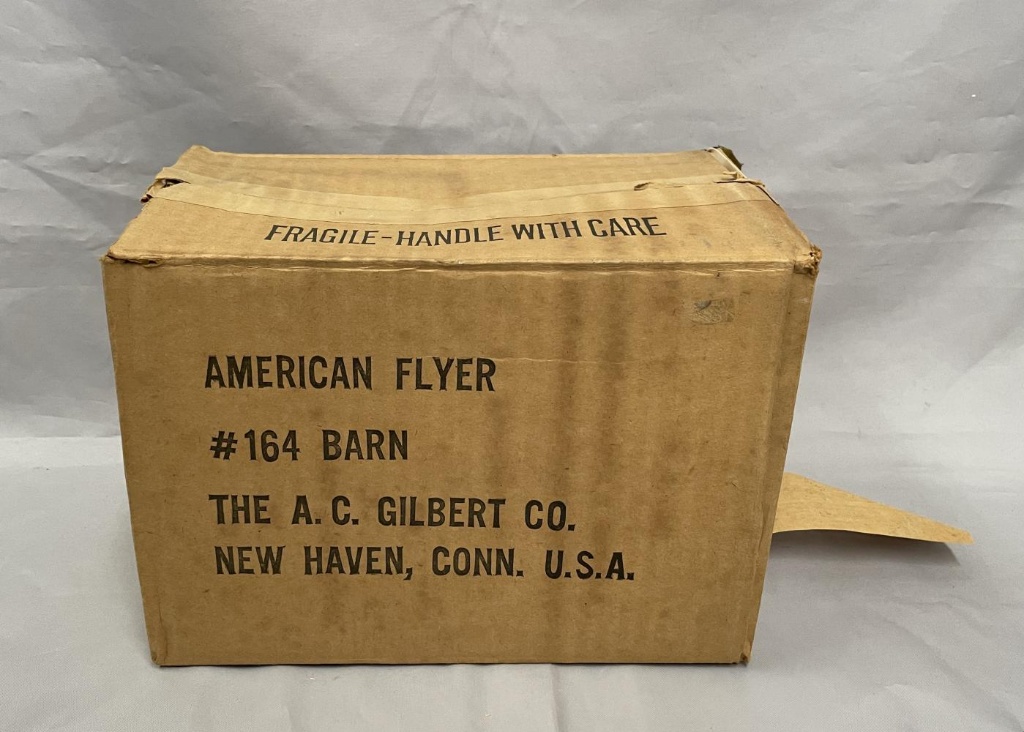 FRAGILE-HANDLE WITH CARE
AMERICAN FLYER
#164 BARN
THE A.C. GILBERT CO.
NEW HAVEN, CONN. U.S.A.